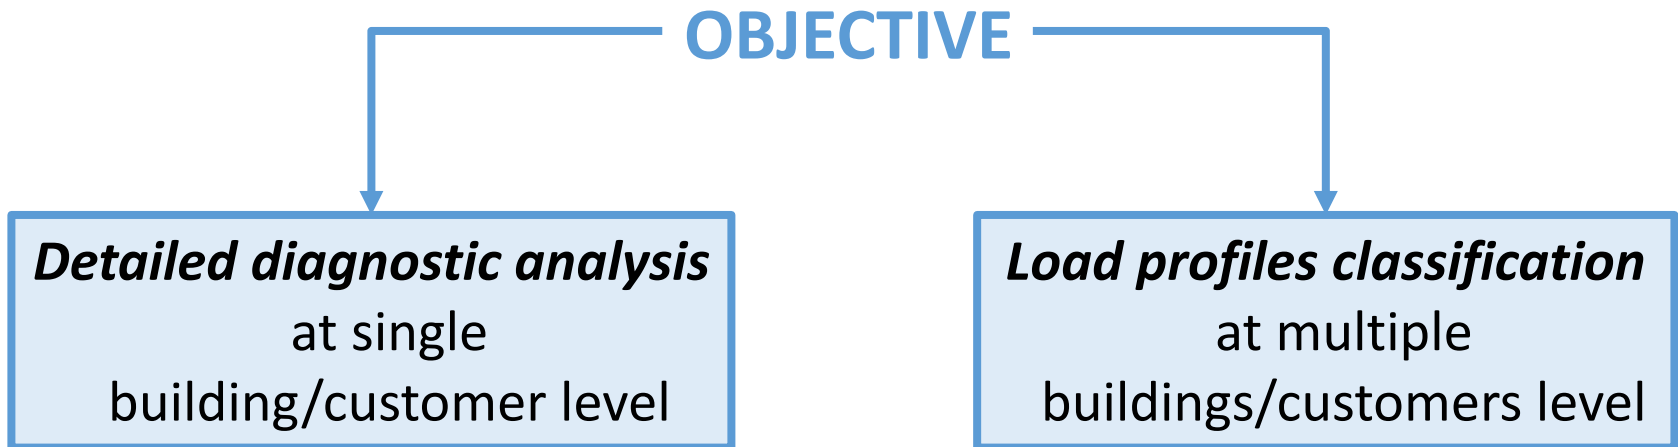 OBJECTIVE
Detailed diagnostic analysis
at single
building/customer level
Load profiles classification
at multiple
buildings/customers level